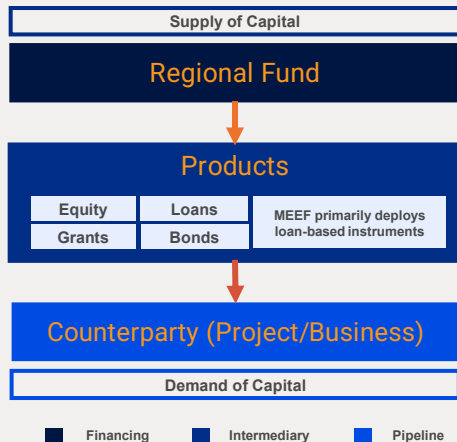 Supply of Capital
Regional Fund
Products
Equity
Loans
Grants
Bonds
MEEF primarily deploys
loan-based instruments
Counterparty (Project/Business)
Demand of Capital
Financing
Intermediary
Pipeline